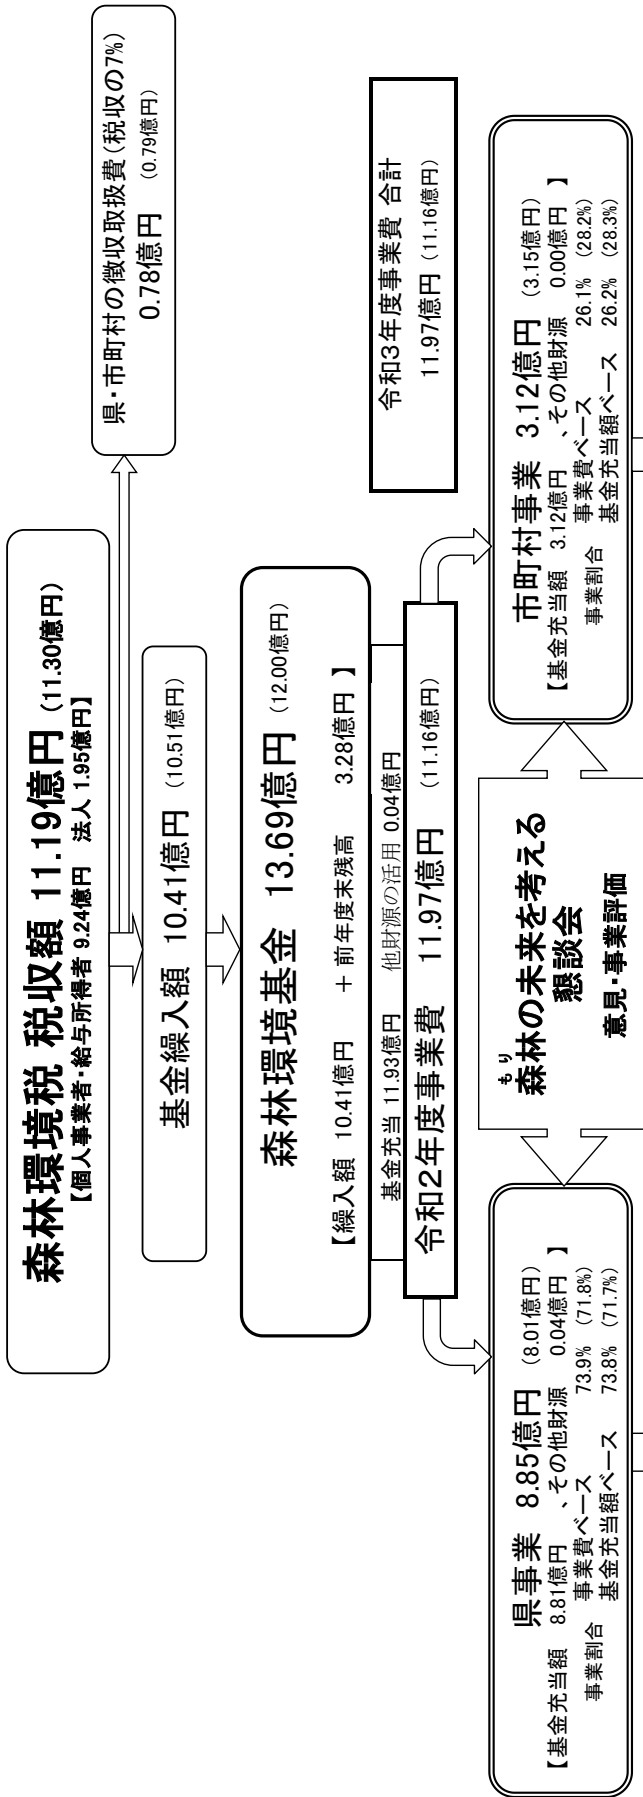 森林環境税 税収額 11.19億円 (11.30億円)
【個人事業者・給与所得者 9.24億円　法人 1.95億円】
県・市町村の徴収取扱費(税収の7%)
0.78億円 (0.79億円)
基金繰入額 10.41億円 (10.51億円)
森林環境基金 13.69億円 (12.00億円)
【繰入額 10.41億円　＋ 前年度末残高　3.28億円 】
基金充当 11.93億円　他財源の活用 0.04億円
令和2年度事業費 11.97億円 (11.16億円)
令和3年度事業費 合計
11.97億円 (11.16億円)
県事業 8.85億円 (8.01億円)
【基金充当額 8.81億円 、その他財源 0.04億円 】
事業割合 事業費ベース 73.9% (71.8%)
基金充当額ベース 73.8% (71.7%)
もり
森林の未来を考える
懇談会
意見・事業評価
市町村事業 3.12億円 (3.15億円)
【基金充当額 3.12億円 、その他財源 0.00億円 】
事業割合 事業費ベース 26.1% (28.2%)
基金充当額ベース 26.2% (28.3%)